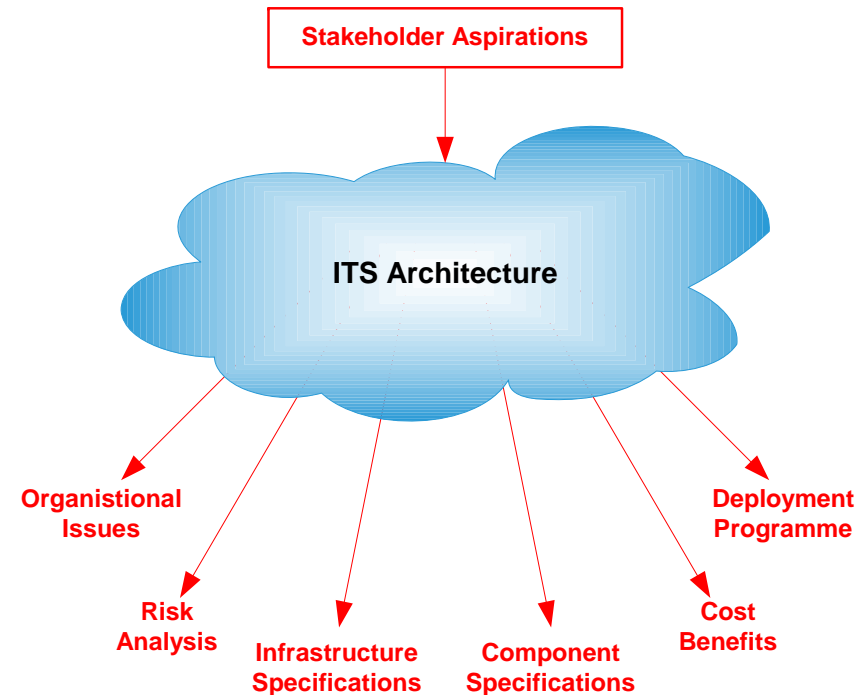 Stakeholder Aspirations
ITS Architecture
Organistional
Issues
Deployment
Programme
Risk
Analysis
Cost
Benefits
Infrastructure
Specifications
Component
Specifications